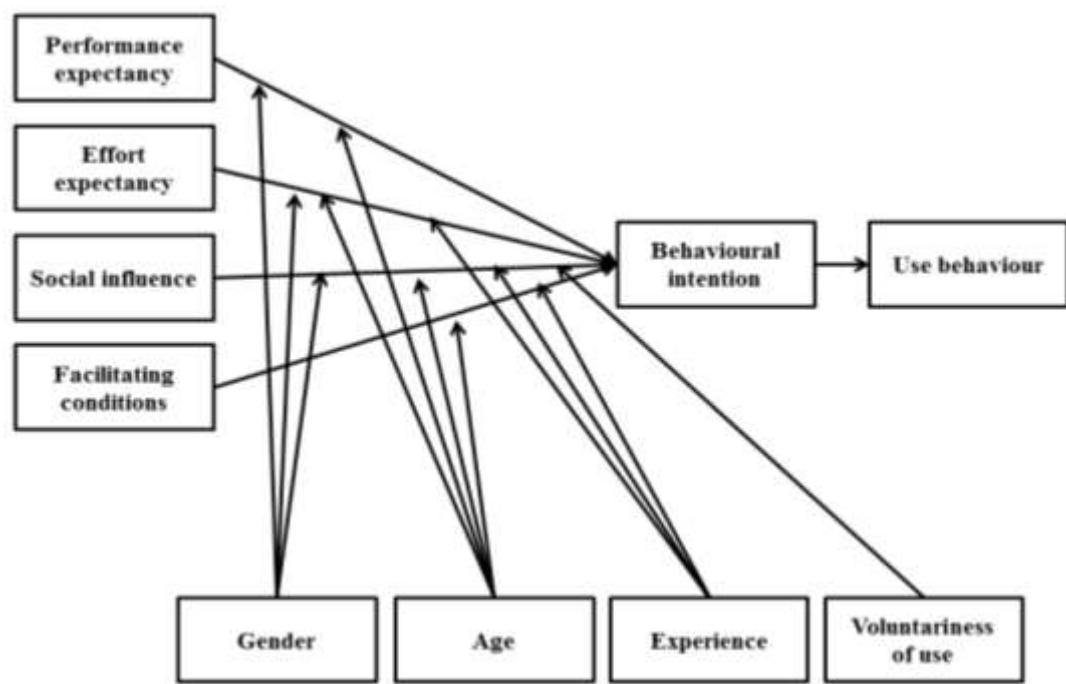 Performance
expectancy
Effort
expectancy
Social influence
Facilitating
conditions
Behavioural
intention
Use behaviour
Gender
Age
Experience
Voluntariness
of use